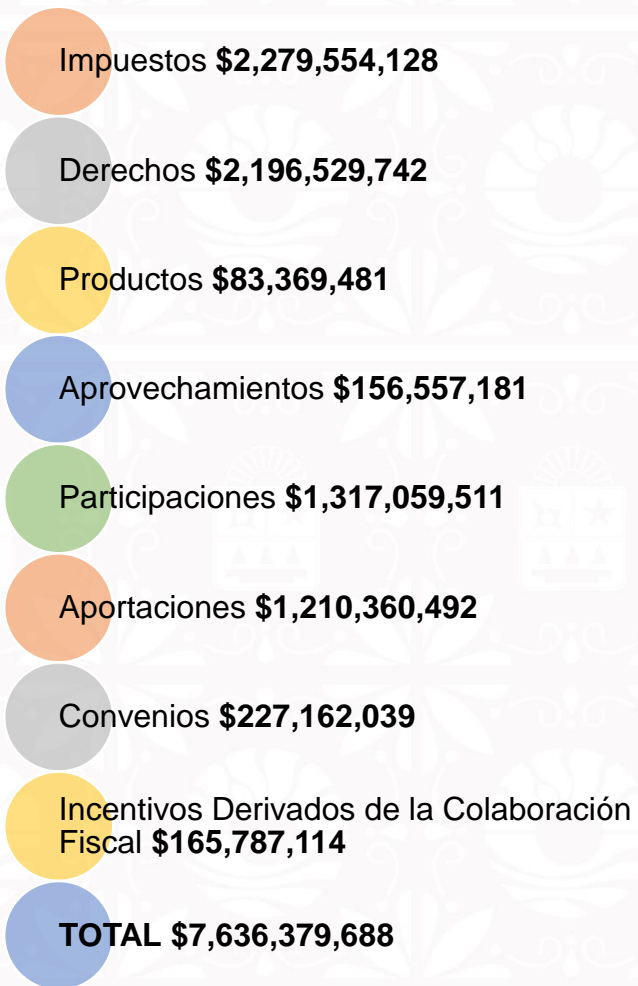 Impuestos $2,279,554,128
Derechos $2,196,529,742
Productos $83,369,481
Aprovechamientos $156,557,181
Participaciones $1,317,059,511
Aportaciones $1,210,360,492
Convenios $227,162,039
Incentivos Derivados de la Colaboración
Fiscal $165,787,114
TOTAL $7,636,379,688